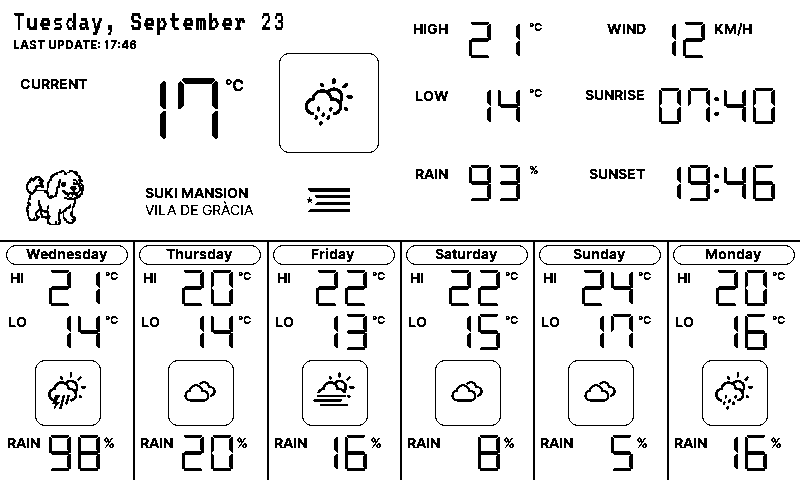 Tuesday, September 23
LAST UPDATE: 17:46
CURRENT 17 °C
SUKI MANSION
VILA DE GRÀCIA
HIGH 21 °C
LOW 14 °C
RAIN 93 %
WIND 12 KM/H
SUNRISE 07:40
SUNSET 19:46
Wednesday
HI 21 °C
LO 14 °C
RAIN 98 %
Thursday
HI 20 °C
LO 14 °C
RAIN 20 %
Friday
HI 22 °C
LO 13 °C
RAIN 16 %
Saturday
HI 22 °C
LO 15 °C
RAIN 8 %
Sunday
HI 24 °C
LO 17 °C
RAIN 5 %
Monday
HI 20 °C
LO 16 °C
RAIN 16 %